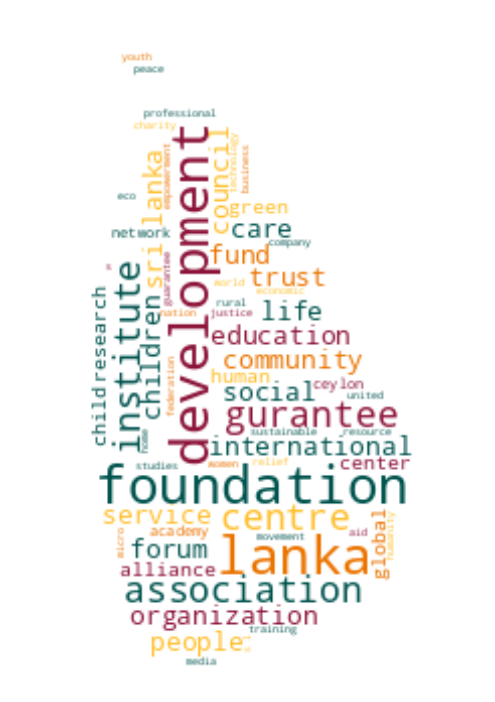 youth
peace
professional
charity
development
council
technology
business
empowerment
sri lanka
eco
green
network
care
company
fund
trust
guarantee
world
economic
institute
children
research
child
rural
life
nation
justice
education
community
federation
human
social
ceylon
united
gurantee
home
sustainable
resource
international
studies
women
relief
center
foundation
service
centre
global
humanity
micro
academy
movement
aid
forum
lanka
alliance
association
organization
training
people
media